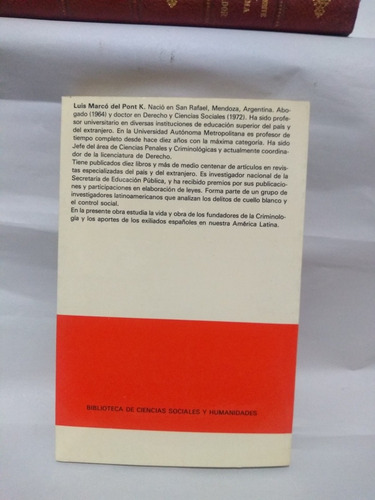 Luis Marcó del Pont K. Nació en San Rafael, Mendoza, Argentina. Abo-
gado (1964) y doctor en Derecho y Ciencias Sociales (1972). Ha sido profe-
sor universitario en diversas instituciones de educación superior del país y
del extranjero. En la Universidad Autónoma Metropolitana es profesor de
tiempo completo desde hace diez años con la máxima categoría. Ha sido
Jefe del área de Ciencias Penales y Criminológicas y actualmente coordina-
dor de la licenciatura de Derecho.
Tiene publicados diez libros y más de medio centenar de artículos en revis-
tas especializadas del país y del extranjero. Es investigador nacional de la
Secretaría de Educación Pública, y ha recibido premios por sus publicacio-
nes y participaciones en elaboración de leyes. Forma parte de un grupo de
investigadores latinoamericanos que analizan los delitos de cuello blanco y
el control social.
En la presente obra estudia la vida y obra de los fundadores de la Criminolo-
gía y los aportes de los exiliados españoles en nuestra América Latina.
BIBLIOTECA DE CIENCIAS SOCIALES Y HUMANIDADES